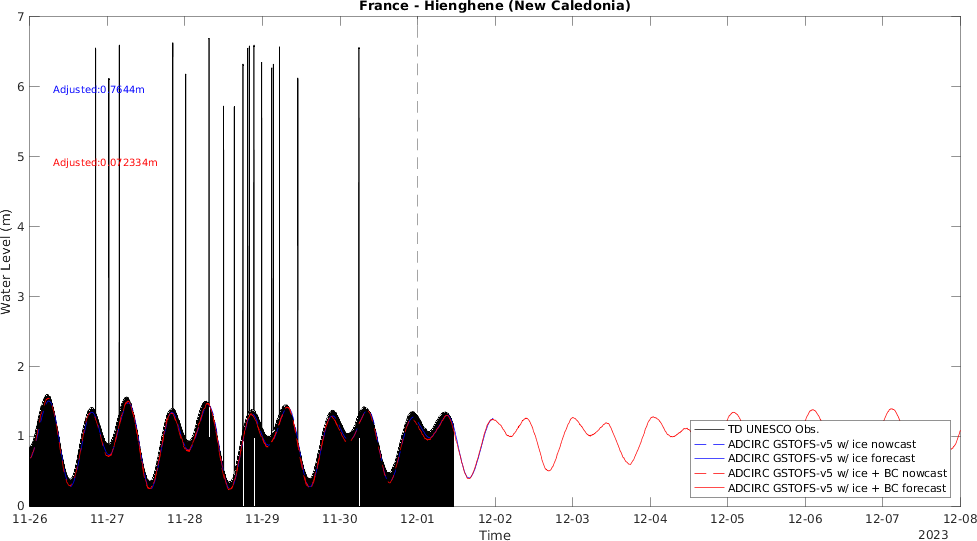 France - Hienghene (New Caledonia)
7
6
5
4
3
2
1
0
Water Level (m)
Adjusted:0.7644m
Adjusted:0.072334m
TD UNESCO Obs.
ADCIRC GSTOFS-v5 w/ ice nowcast
ADCIRC GSTOFS-v5 w/ ice forecast
ADCIRC GSTOFS-v5 w/ ice + BC nowcast
ADCIRC GSTOFS-v5 w/ ice + BC forecast
11-26 11-27 11-28 11-29 11-30 12-01 12-02 12-03 12-04 12-05 12-06 12-07 12-08
Time
2023